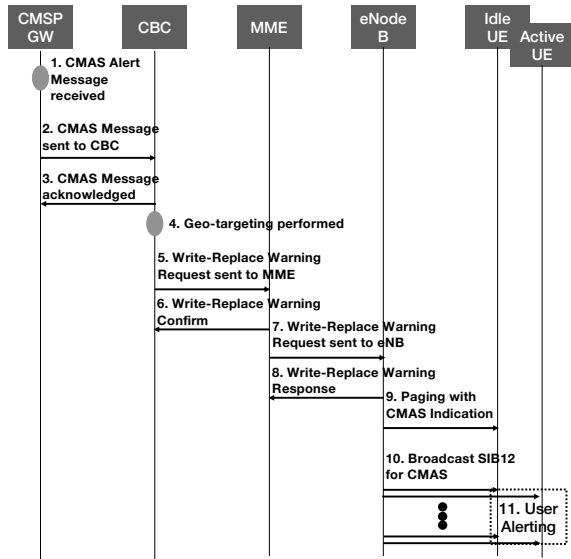 CMSP
GW
CBC
MME
eNode
B
Idle
UE
Active
UE
1. CMAS Alert
Message
received
2. CMAS Message
sent to CBC
3. CMAS Message
acknowledged
4. Geo-targeting performed
5. Write-Replace Warning
Request sent to MME
6. Write-Replace Warning
Confirm
7. Write-Replace Warning
Request sent to eNB
8. Write-Replace Warning
Response
9. Paging with
CMAS Indication
10. Broadcast SIB12
for CMAS
11. User
Alerting